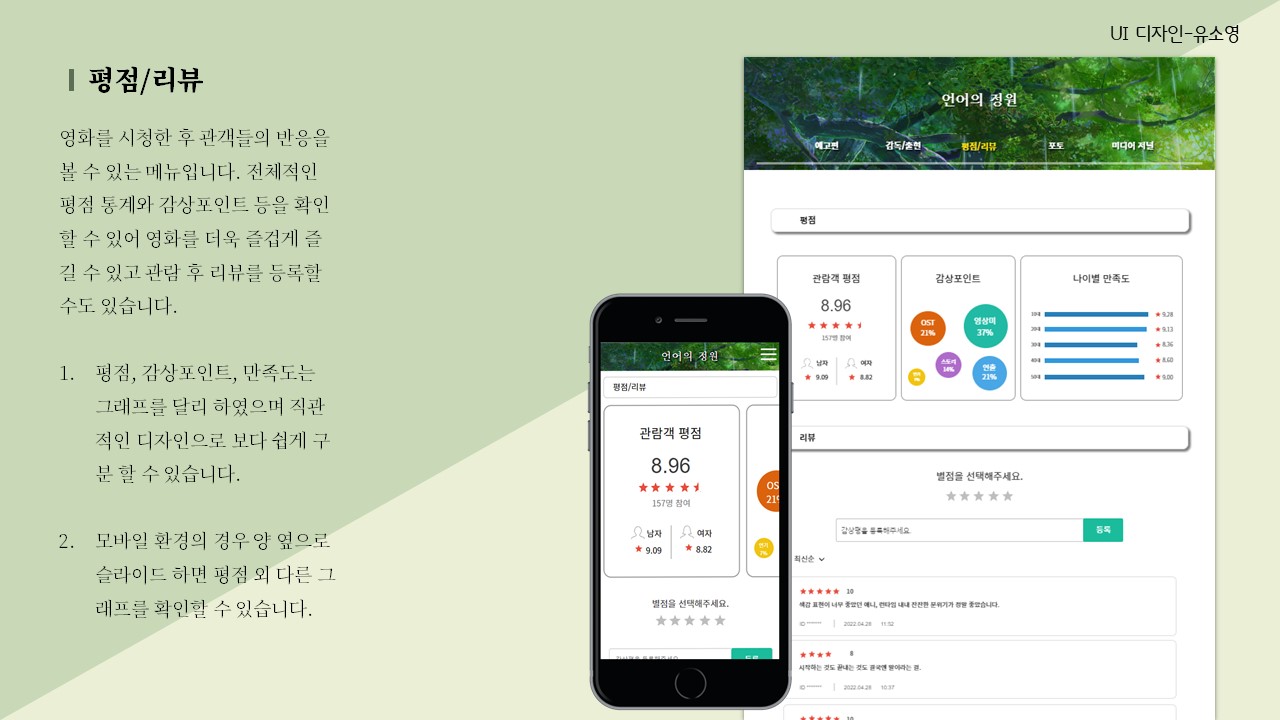 UI 디자인-유소영
평점/리뷰
영화를 시청한 후 관객들의 반응을
볼 수 있는 메뉴입니다. 전체적인
평점 통계와 감상포인트 등을 확인
할 수 있어 영화를 더욱 즐겁게 즐
길 수 있고 관람 후 리뷰를 등록할
수도 있습니다.
1. 평점, 감상포인트, 만족도는
그래프를 달리 하였으며 직관
적인 디자인으로 보다 쉽게 구
분 할 수 있습니다.
2. 모바일 환경의 경우 양 옆으로
슬라이드 하면 평점 외 다른 그
래프를 확인할 수 있습니다.
언어의 정원
평점/리뷰
관람객 평점
8.96
157명 참여
남자 여자
9.09 8.82
OS
21%
연기
7%
별점을 선택해주세요.
감상평을 등록해주세요
등록
언어의 정원
예고편 감독/출연 평점/리뷰 포토 미디어 저널
평점
관람객 평점
8.96
157명 참여
남자 여자
9.09 8.82
감상포인트
OST
21%
영상미
37%
스토리
14%
연출
21%
나이별 만족도
10대 9.28
20대 9.13
30대 8.36
40대 8.60
50대 9.00
리뷰
별점을 선택해주세요.
감상평을 등록해주세요.
등록
최신순
10
색감 표현이 너무 좋았던 애니, 런타임 내내 잔잔한 분위기가 정말 좋았습니다.
ID ****** | 2022.04.28 11:52
8
시작하는 것도 끝내는 것도 결국엔 말이라는 걸.
ID ****** | 2022.04.28 10:37
10